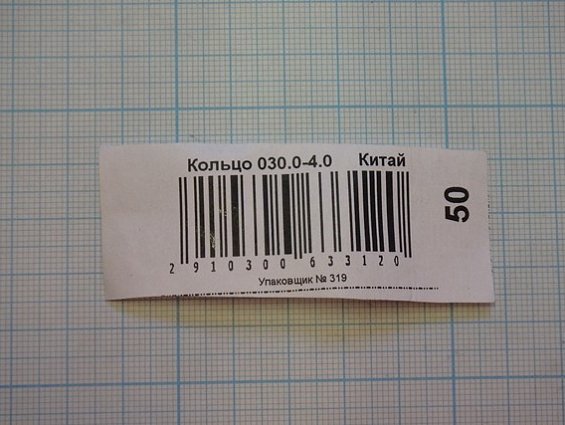 Кольцо 030.0-4.0 Китай
50
2 910300 633120
Упаковщик № 319